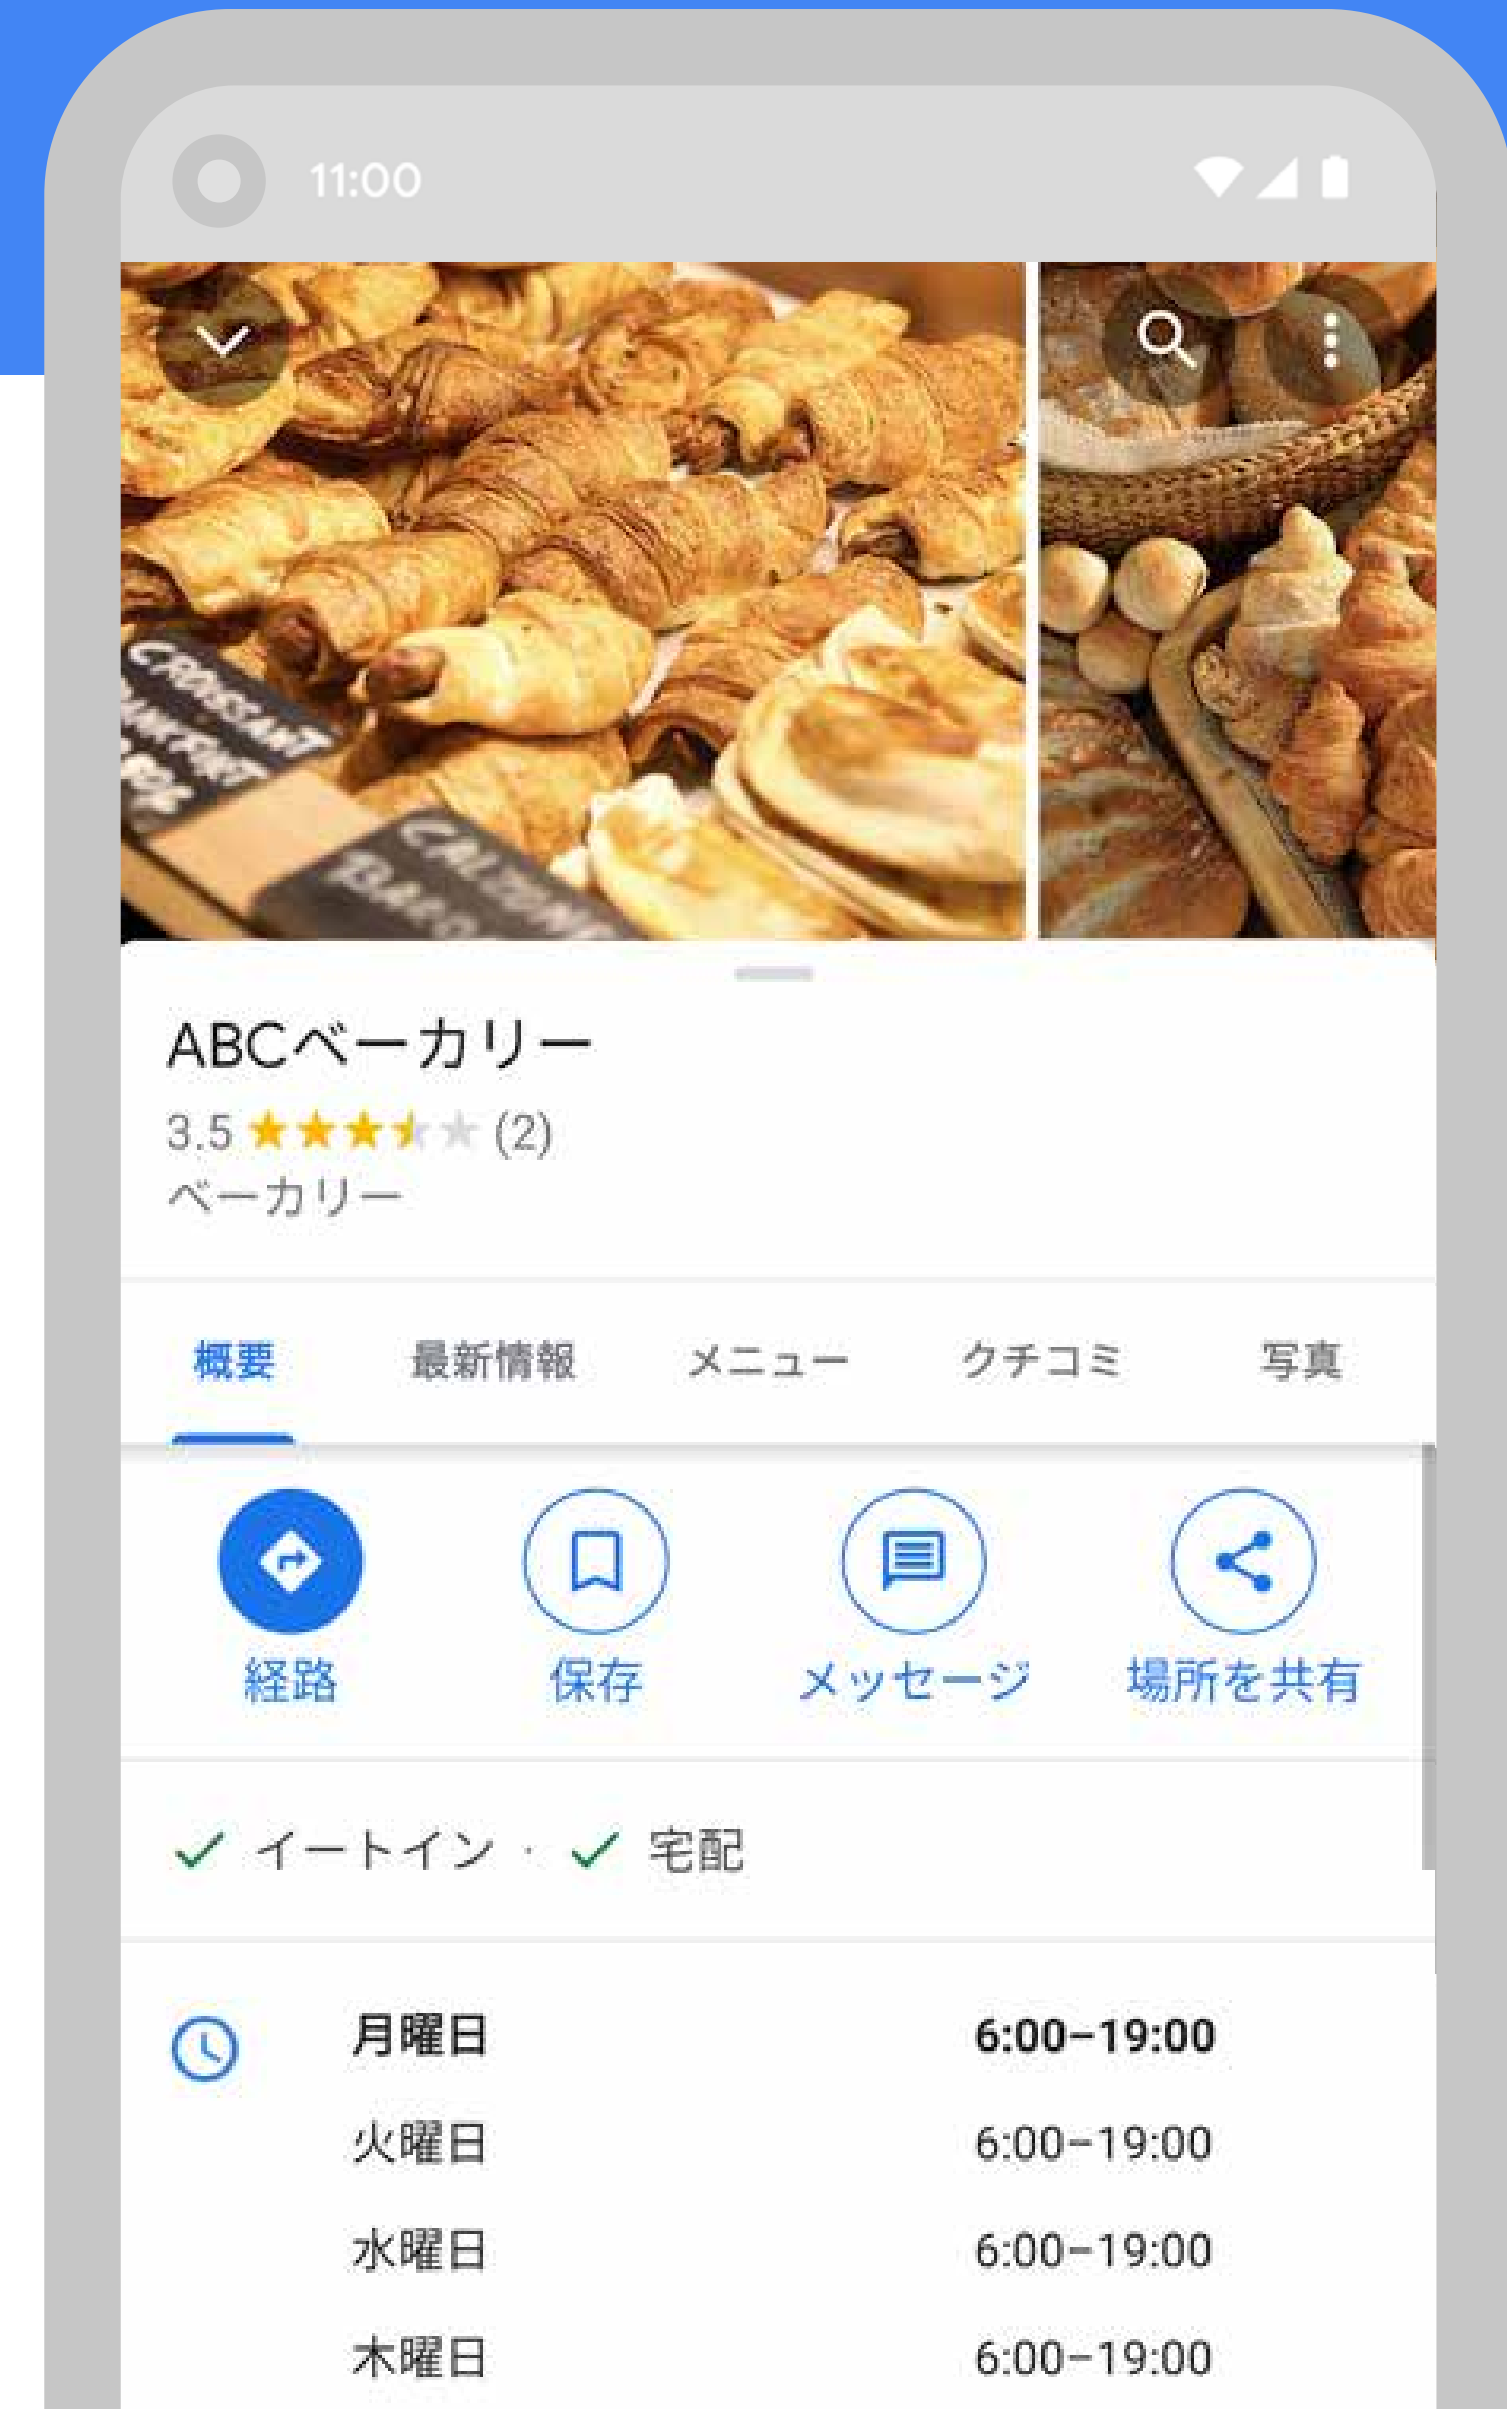 11:00
CROISSANT
ABCベーカリー
3.5 ★★★★★ (2)
ベーカリー
概要 最新情報 メニュー クチコミ 写真
経路 保存 メッセージ 場所を共有
✓ イートイン · ✓ 宅配
月曜日 6:00–19:00
火曜日 6:00–19:00
水曜日 6:00–19:00
木曜日 6:00–19:00